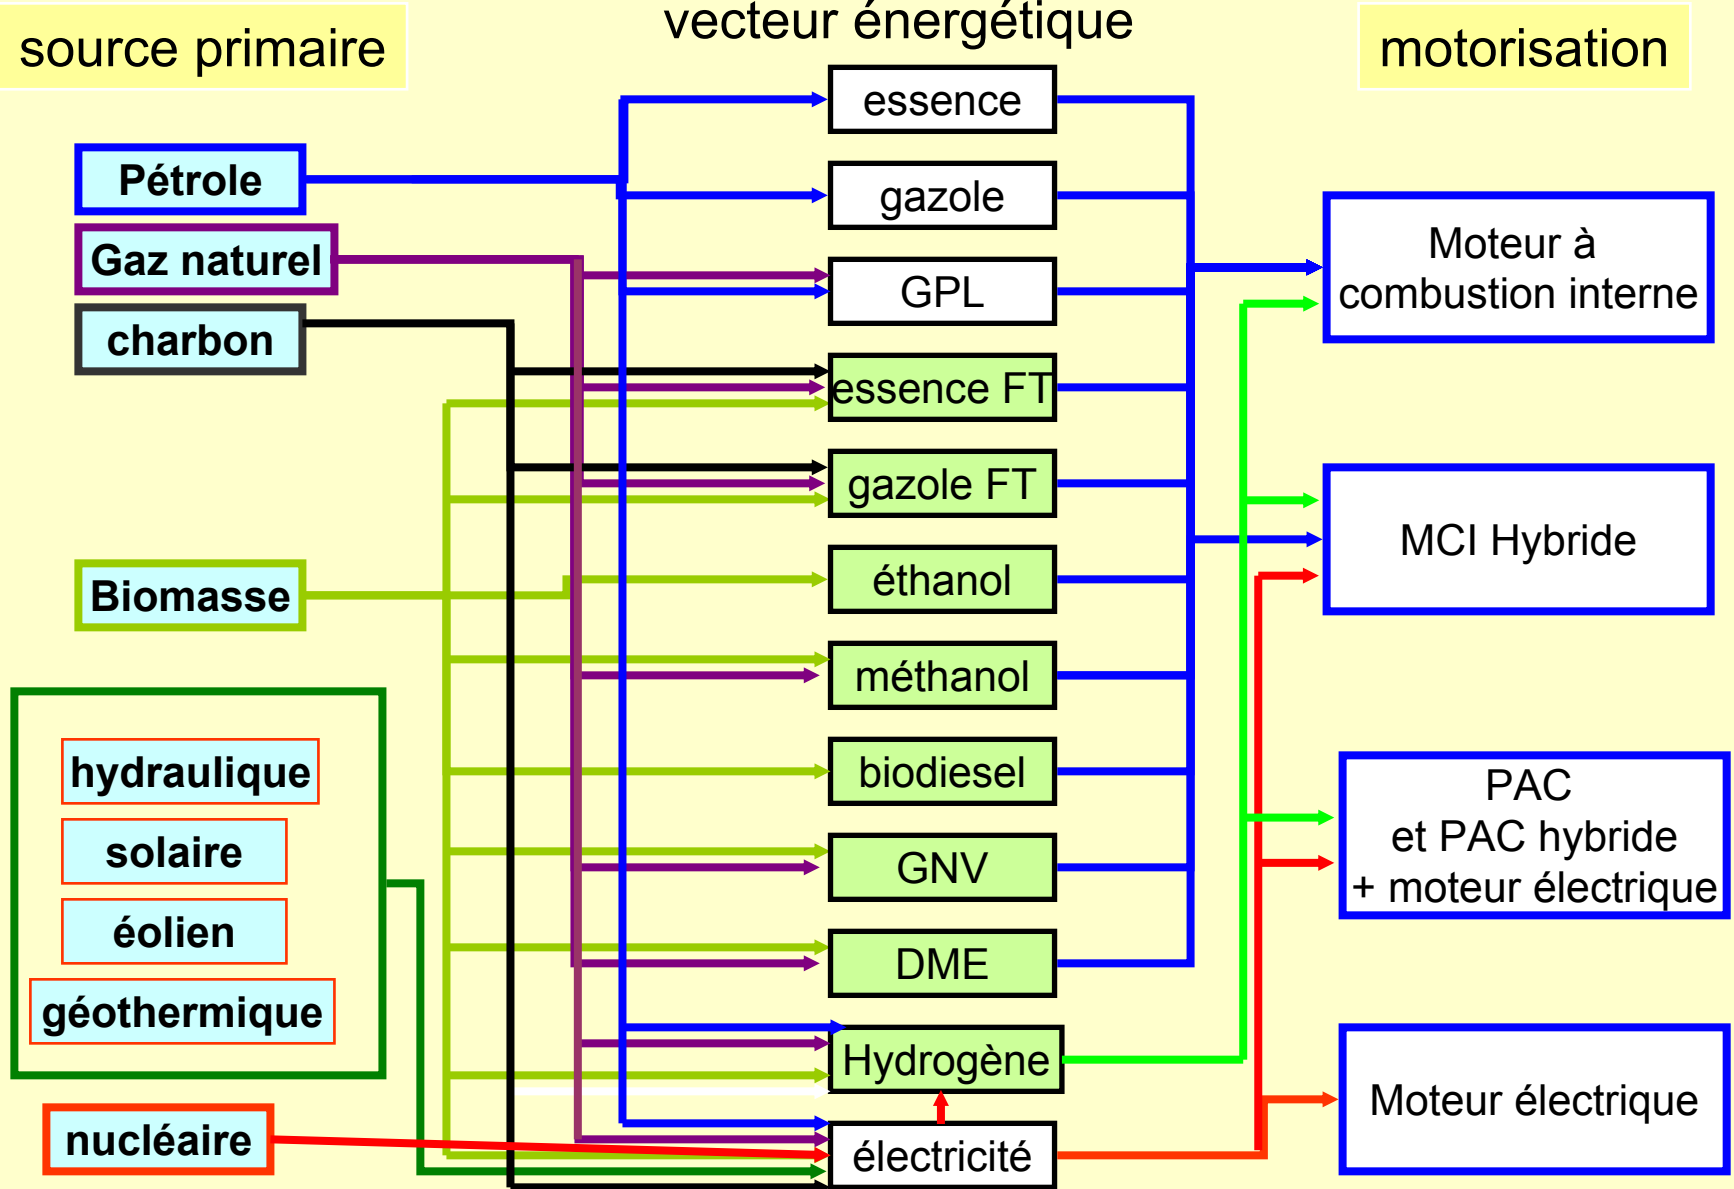 source primaire
vecteur énergétique
motorisation
Pétrole
Gaz naturel
charbon
Biomasse
hydraulique
solaire
éolien
géothermique
nucléaire
essence
gazole
GPL
essence FT
gazole FT
éthanol
méthanol
biodiesel
GNV
DME
Hydrogène
électricité
Moteur à
combustion interne
MCI Hybride
PAC
et PAC hybride
+ moteur électrique
Moteur électrique